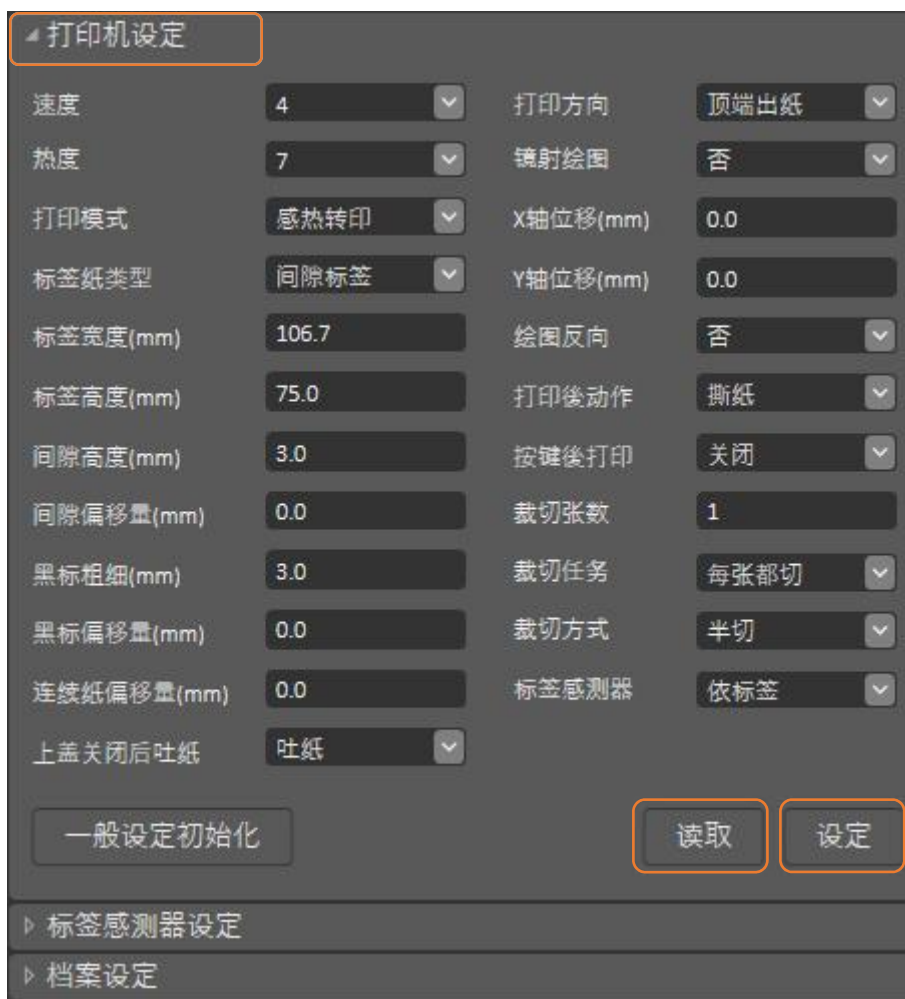 打印机设定
速度 4 打印方向 顶端出纸
热度 7 镜射绘图 否
打印模式 感热转印 X轴位移(mm) 0.0
标签纸类型 间隙标签 Y轴位移(mm) 0.0
标签宽度(mm) 106.7 绘图反向 否
标签高度(mm) 75.0 打印後动作 撕紙
间隙高度(mm) 3.0 按键後打印 关闭
间隙偏移量(mm) 0.0 裁切张数 1
黑标粗细(mm) 3.0 裁切任务 每张都切
黑标偏移量(mm) 0.0 裁切方式 半切
连续纸偏移量(mm) 0.0 标签感测器 依标签
上盖关闭后吐纸 吐纸
一般设定初始化 读取 设定
标签感测器设定
档案设定